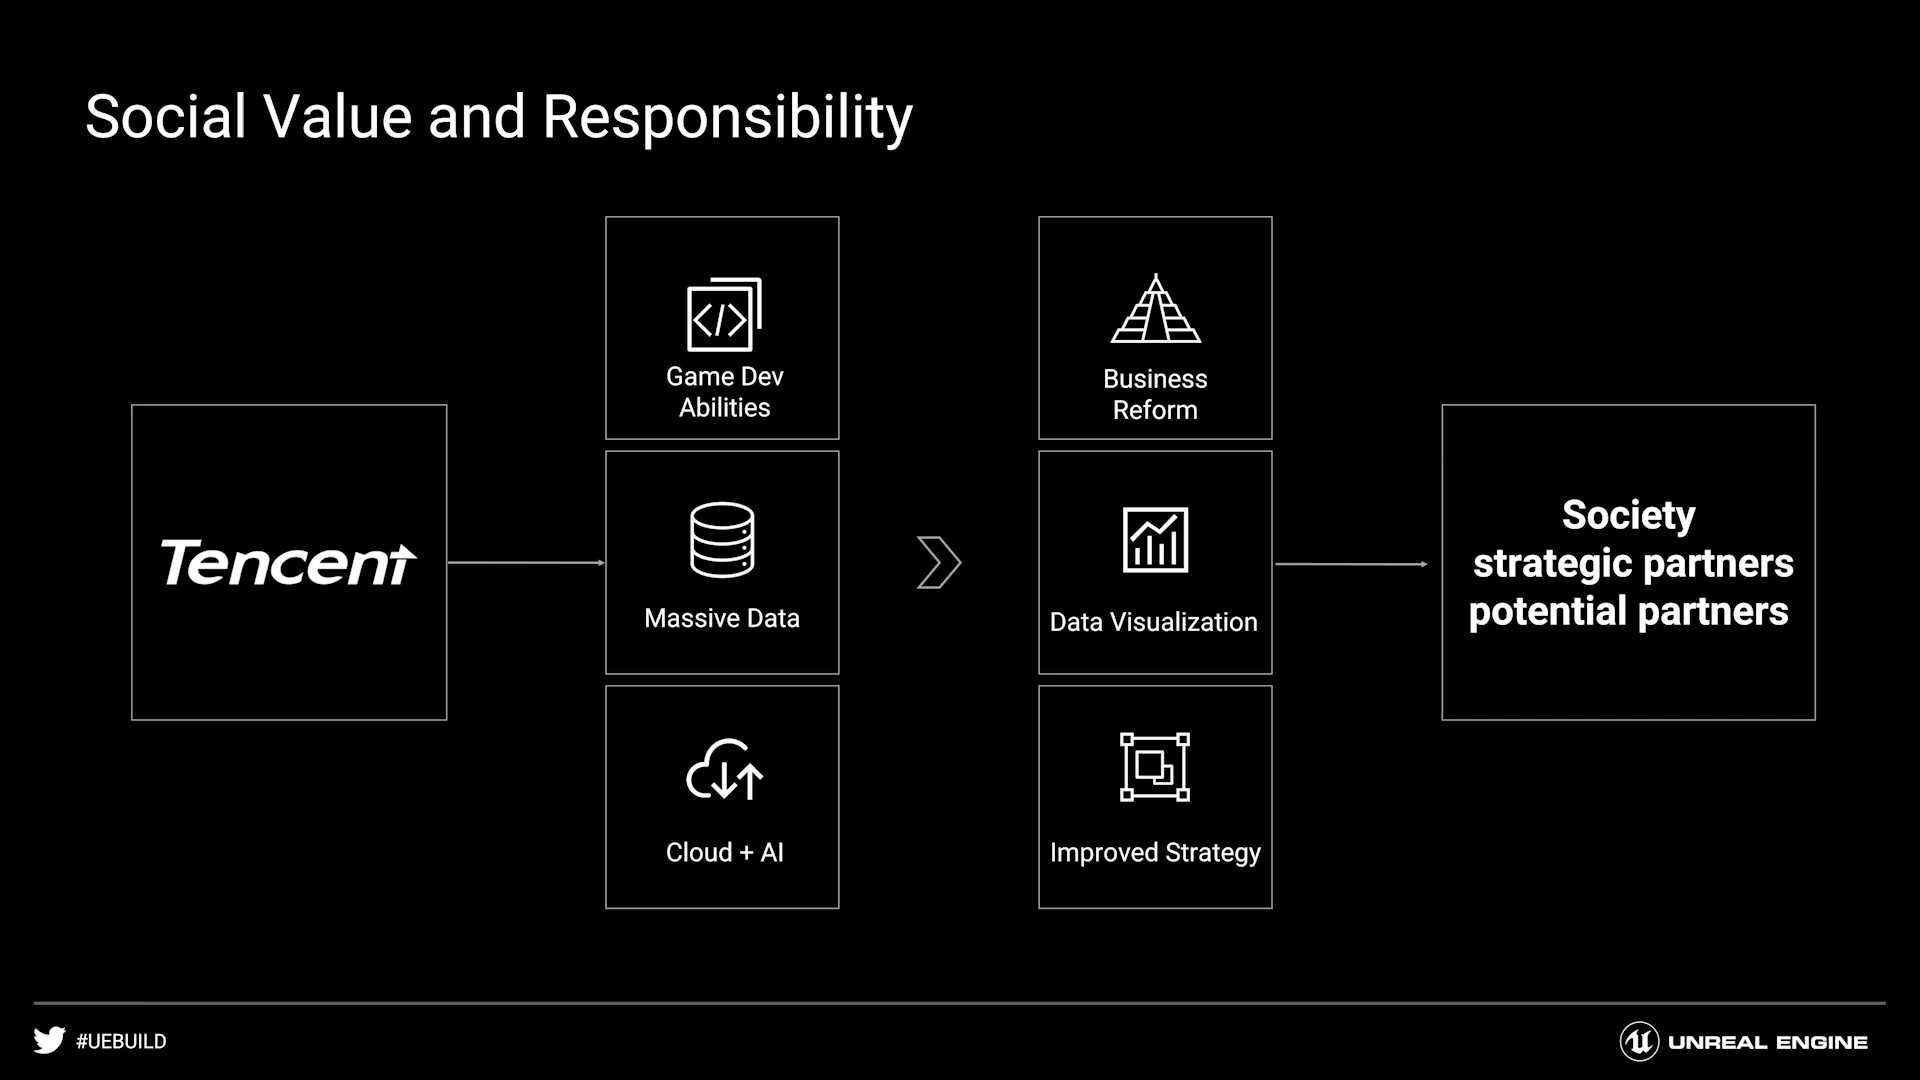 Social Value and Responsibility
Tencent
Game Dev
Abilities
Massive Data
Cloud + AI
Business
Reform
Data Visualization
Improved Strategy
Society
strategic partners
potential partners
#UEBUILD
UNREAL ENGINE